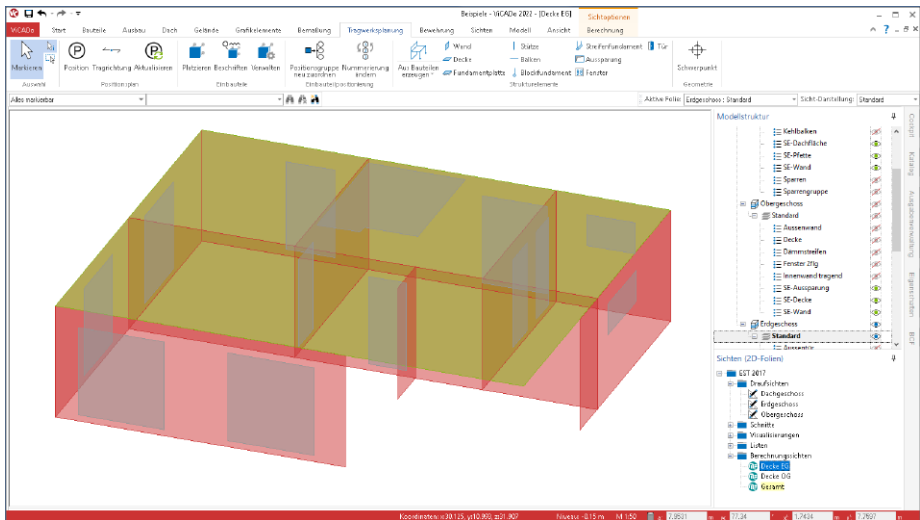 Beispiele - ViCADo 2022 - [Decke EG]
Sichtoptionen
ViCADo Start Bauteile Ausbau Dach Gelände Grafikelemente Bemaßung Tragwerksplanung Bewehrung Sichten Modell Ansicht Berechnung
Wand Stütze Streifenfundament Tür
Decke Balken Aussparung
Aus Bauteilen erzeugen Fundamentplatte Blockfundament Fenster
Markieren Position Tragrichtung Aktualisieren Platzieren Beschriften Verwalten Positionsgruppe neu zuordnen Nummerierung ändern Schwerpunkt
Auswahl Positionsplan Einbauteile Einbauteilpositionierung Strukturelemente Geometrie
Alles markierbar Aktive Folie: Erdgeschoss : Standard Sicht-Darstellung: Standard
Modellstruktur
Kehlbalken
SE-Dachfläche
SE-Pfette
SE-Wand
Sparren
Sparrengruppe
Obergeschoss
Standard
Aussenwand
Decke
Dämmstreifen
Fenster 2flg
Innenwand tragend
SE-Aussparung
SE-Decke
SE-Wand
Erdgeschoss
Standard
Aussentür
Cockpit
Katalog
Ausgabenverwaltung
Eigenschaften
BCF
Sichten (2D-Folien)
EST 2017
Draufsichten
Dachgeschoss
Erdgeschoss
Obergeschoss
Schnitte
Visualisierungen
Listen
Berechnungssichten
Decke EG
Decke OG
Gesamt